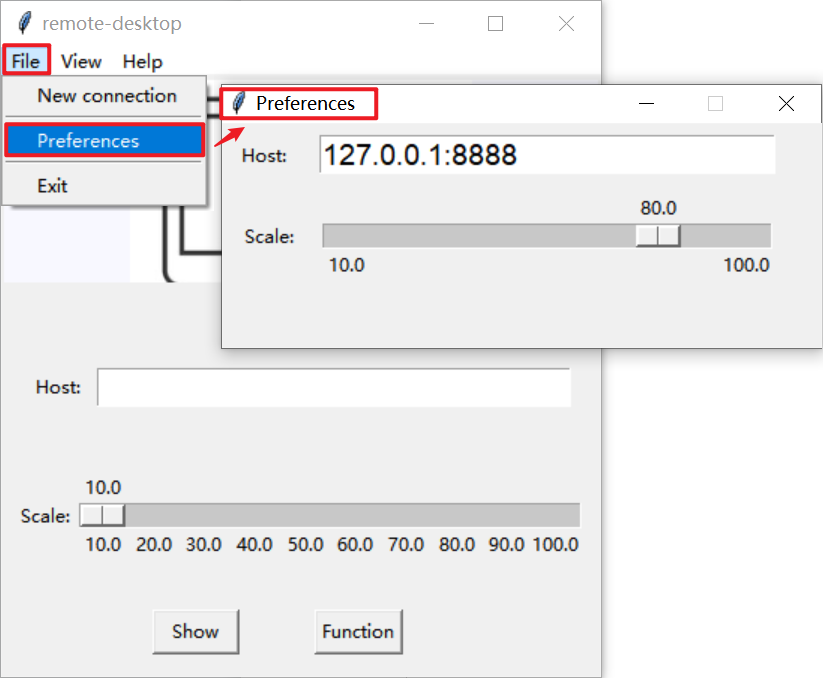 remote-desktop
File View Help
New connection
Preferences
Exit
Preferences
Host: 127.0.0.1:8888
80.0
Scale:
10.0 100.0
Host:
10.0
Scale:
10.0 20.0 30.0 40.0 50.0 60.0 70.0 80.0 90.0 100.0
Show Function